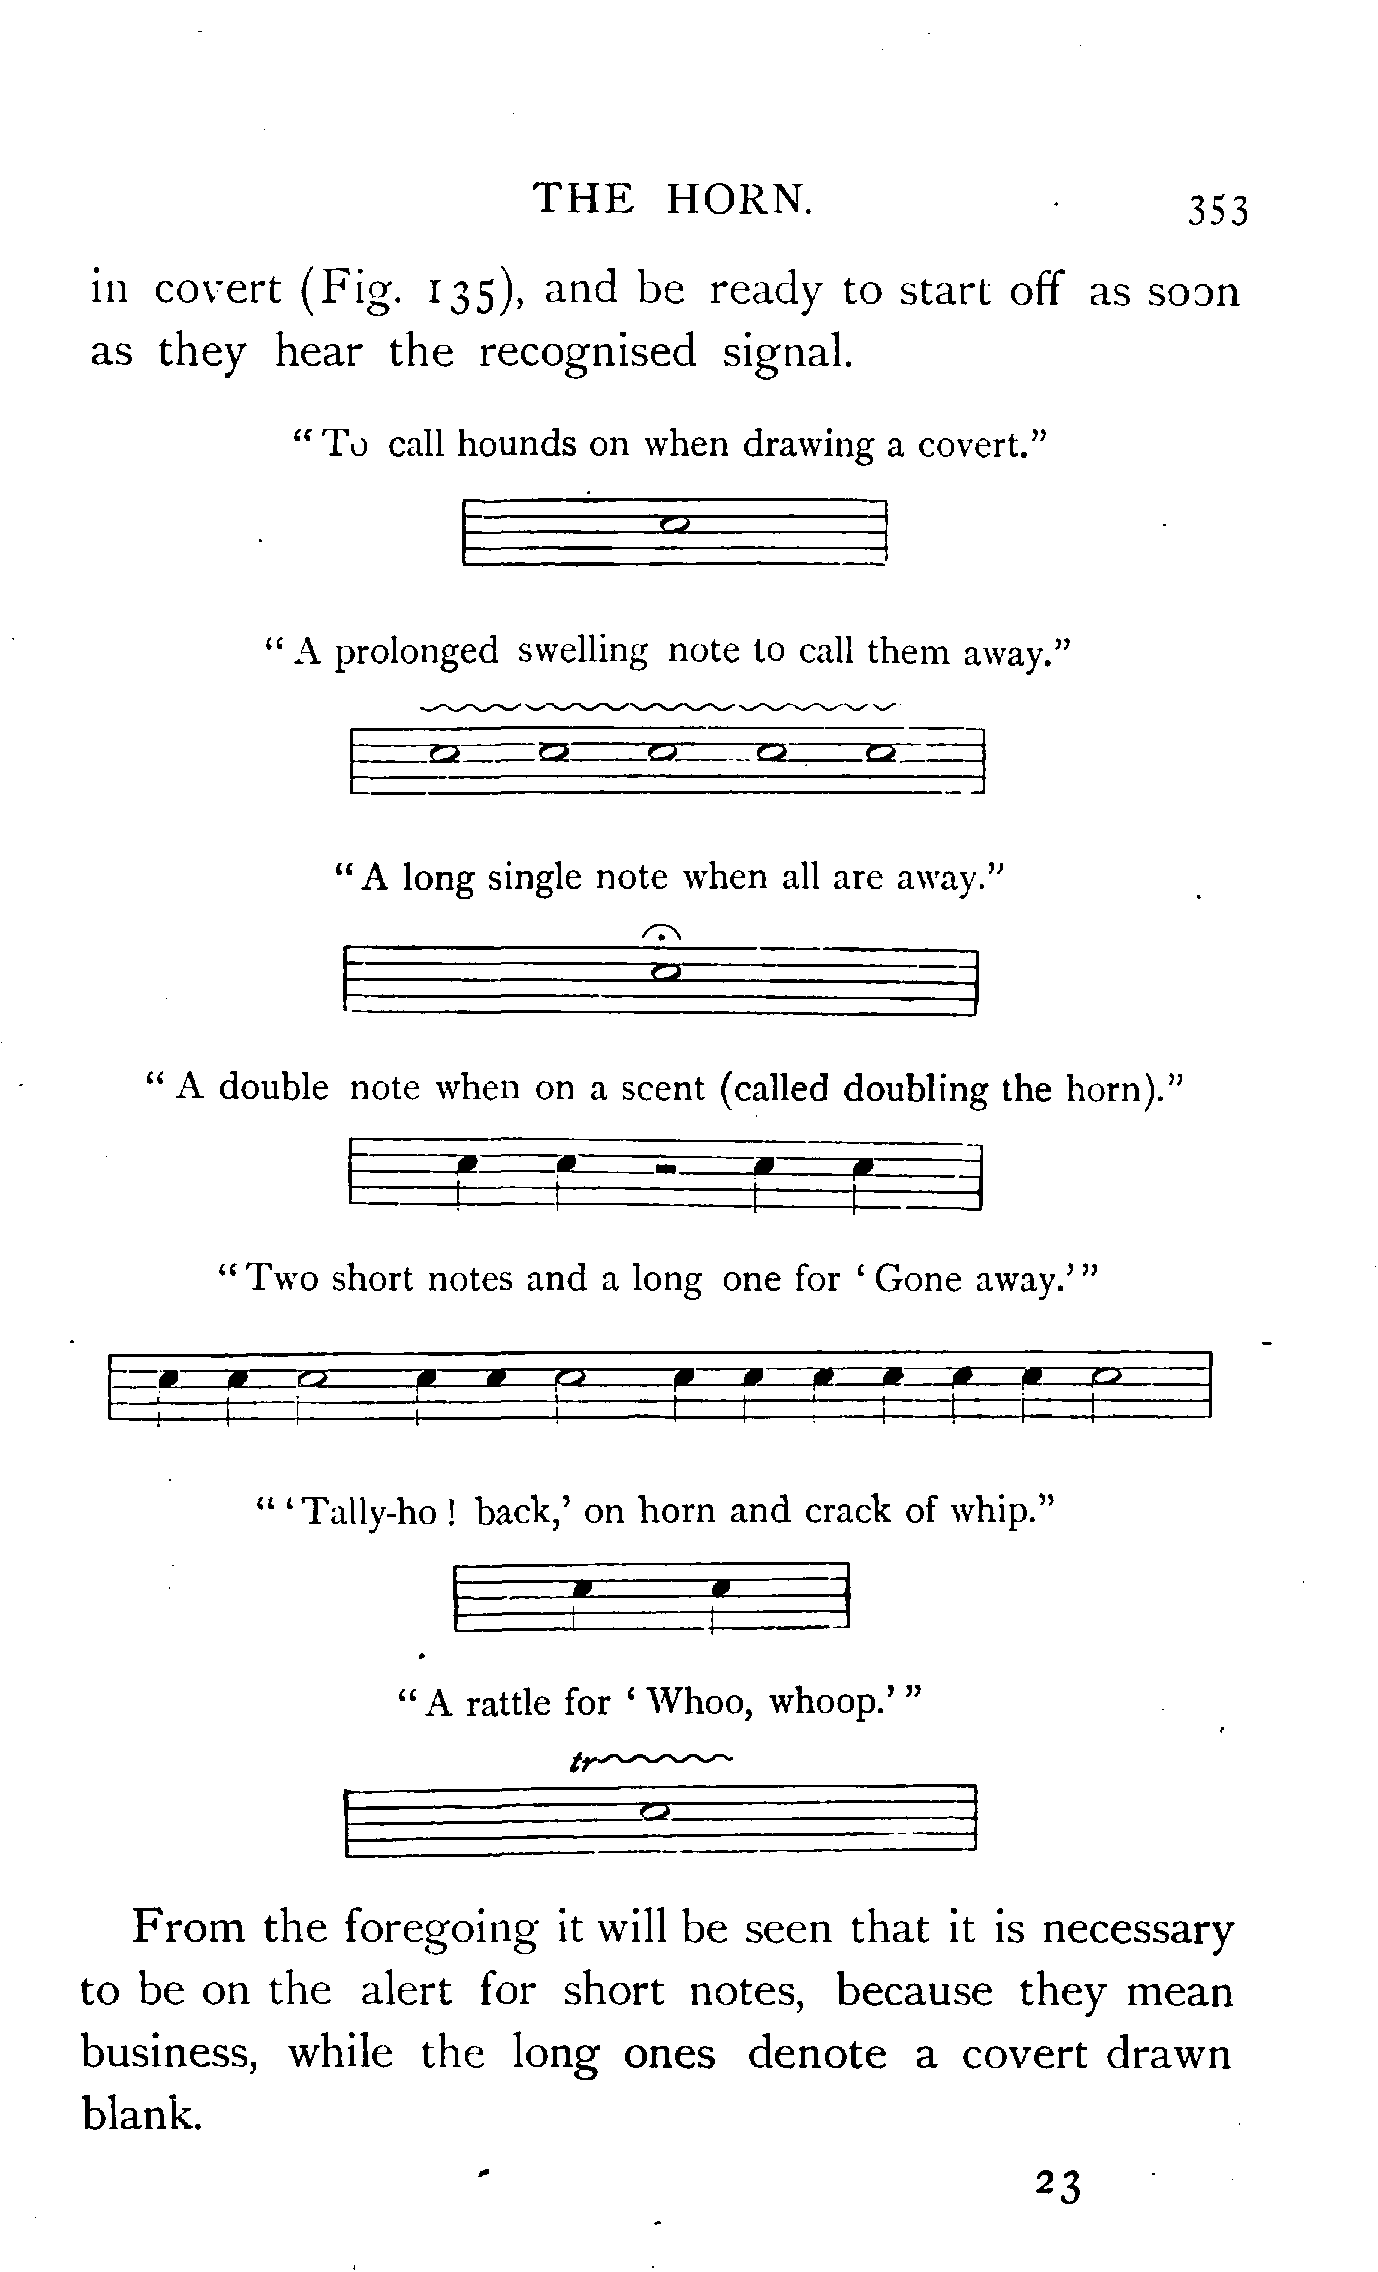 THE HORN. 353
in covert (Fig. 135), and be ready to start off as soon
as they hear the recognised signal.
“ To call hounds on when drawing a covert.”
“ A prolonged swelling note to call them away.”
“ A long single note when all are away.”
“ A double note when on a scent (called doubling the horn).”
“ Two short notes and a long one for ‘ Gone away.’ ”
“ ‘ Tally-ho ! back,’ on horn and crack of whip.”
“ A rattle for ‘ Whoo, whoop.’ ”
tr
From the foregoing it will be seen that it is necessary
to be on the alert for short notes, because they mean
business, while the long ones denote a covert drawn
blank.
23